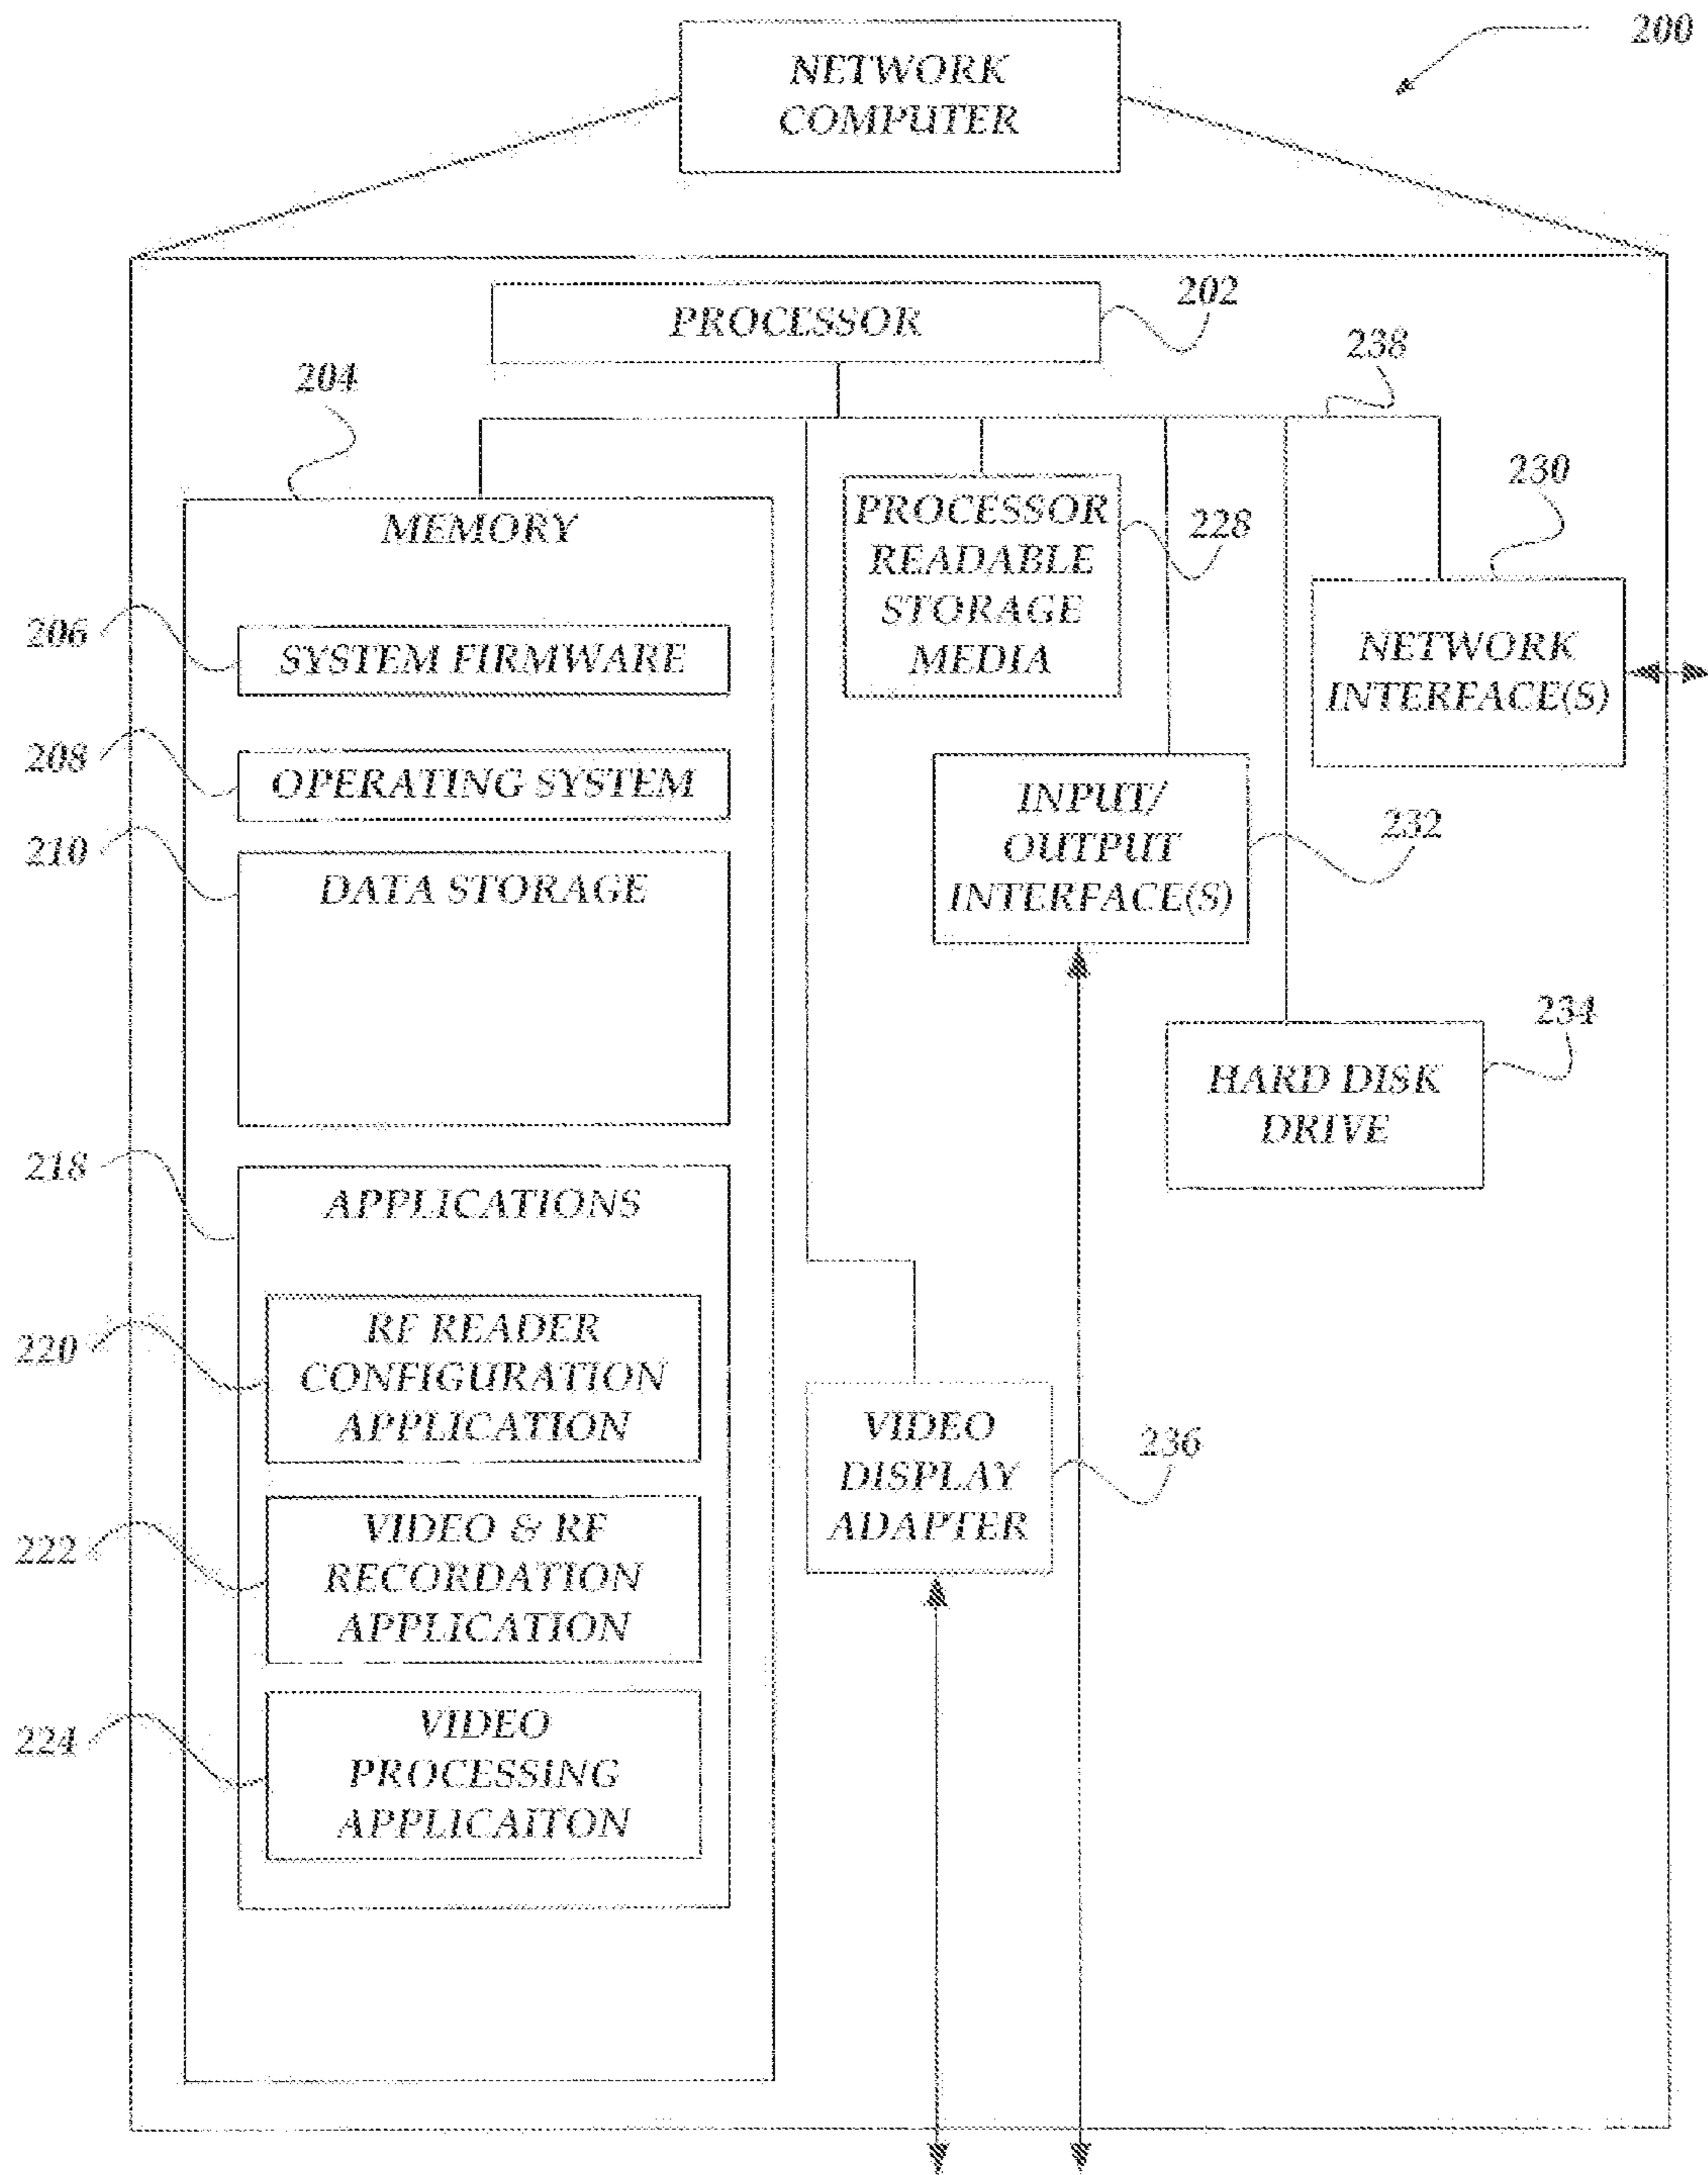 200
NETWORK
COMPUTER
PROCESSOR
202
238
204
MEMORY
206
SYSTEM FIRMWARE
208
OPERATING SYSTEM
210
DATA STORAGE
218
APPLICATIONS
220
RF READER
CONFIGURATION
APPLICATION
222
VIDEO & RF
RECORDATION
APPLICATION
224
VIDEO
PROCESSING
APPLICAITON
PROCESSOR
READABLE
STORAGE
MEDIA
228
230
NETWORK
INTERFACE(S)
INPUT/
OUTPUT
INTERFACE(S)
232
234
HARD DISK
DRIVE
VIDEO
DISPLAY
ADAPTER
236